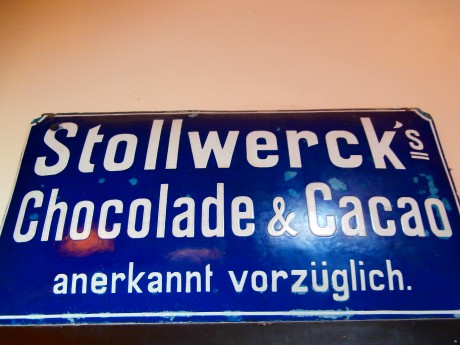 Stollwerck's
Chocolade & Cacao
anerkannt vorzüglich.